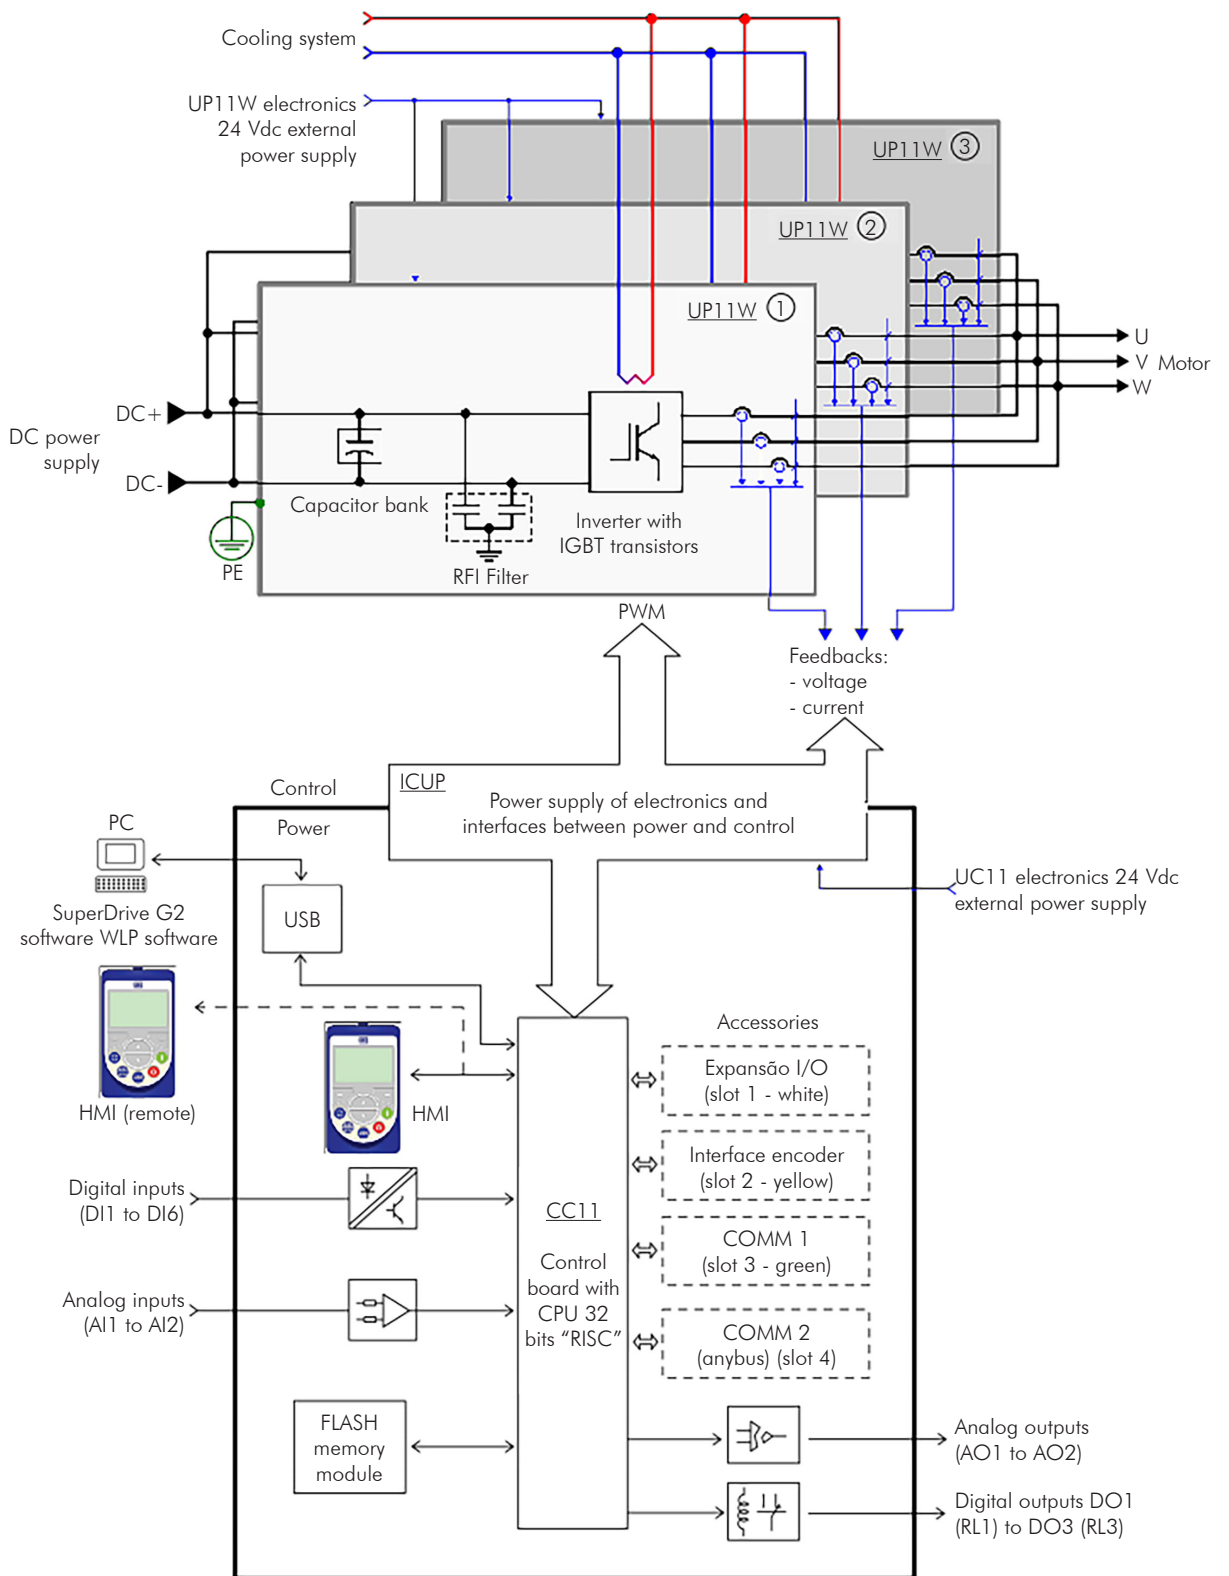 Cooling system
UP11W electronics
24 Vdc external
power supply
UP11W 3
UP11W 2
UP11W 1
U
V Motor
W
DC+
DC power
supply
DC-
Capacitor bank
Inverter with
IGBT transistors
PE
RFI Filter
PWM
Feedbacks:
- voltage
- current
ICUP
Control
Power supply of electronics and
interfaces between power and control
Power
PC
SuperDrive G2
software WLP software
USB
UC11 electronics 24 Vdc
external power supply
Accessories
Expansão I/O
(slot 1 - white)
HMI (remote)
HMI
Interface encoder
(slot 2 - yellow)
Digital inputs
(DI1 to DI6)
CC11
Control
board with
CPU 32
bits “RISC”
COMM 1
(slot 3 - green)
Analog inputs
(AI1 to AI2)
COMM 2
(anybus) (slot 4)
FLASH
memory
module
Analog outputs
(AO1 to AO2)
Digital outputs DO1
(RL1) to DO3 (RL3)